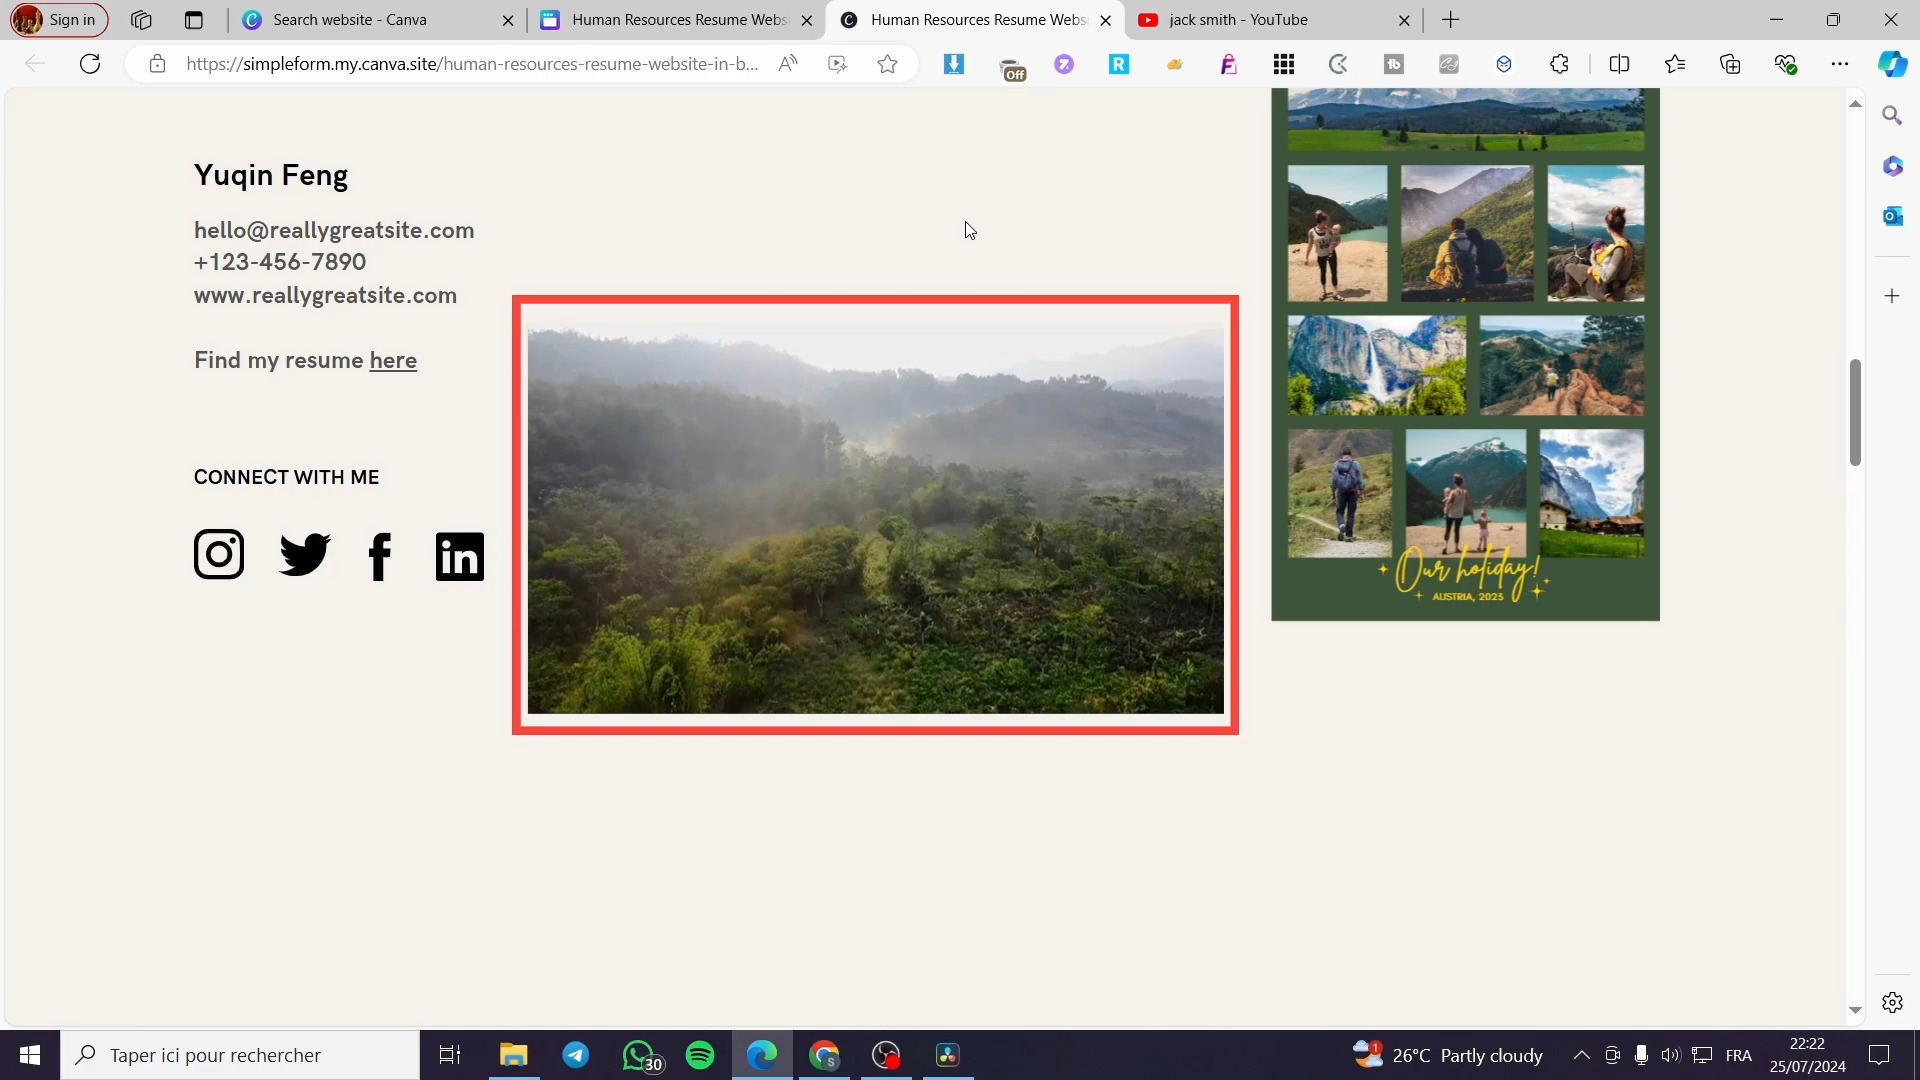 Sign in
Search website - Canva
Human Resources Resume Webs
Human Resources Resume Webs
jack smith - YouTube
https://simpleform.my.canva.site/human-resources-resume-website-in-b...
Off
Yuqin Feng
hello@reallygreatsite.com
+123-456-7890
www.reallygreatsite.com
Find my resume here
CONNECT WITH ME
Our holiday!
AUSTRIA, 2023
Taper ici pour rechercher
30
26°C Partly cloudy
FRA
22:22
25/07/2024